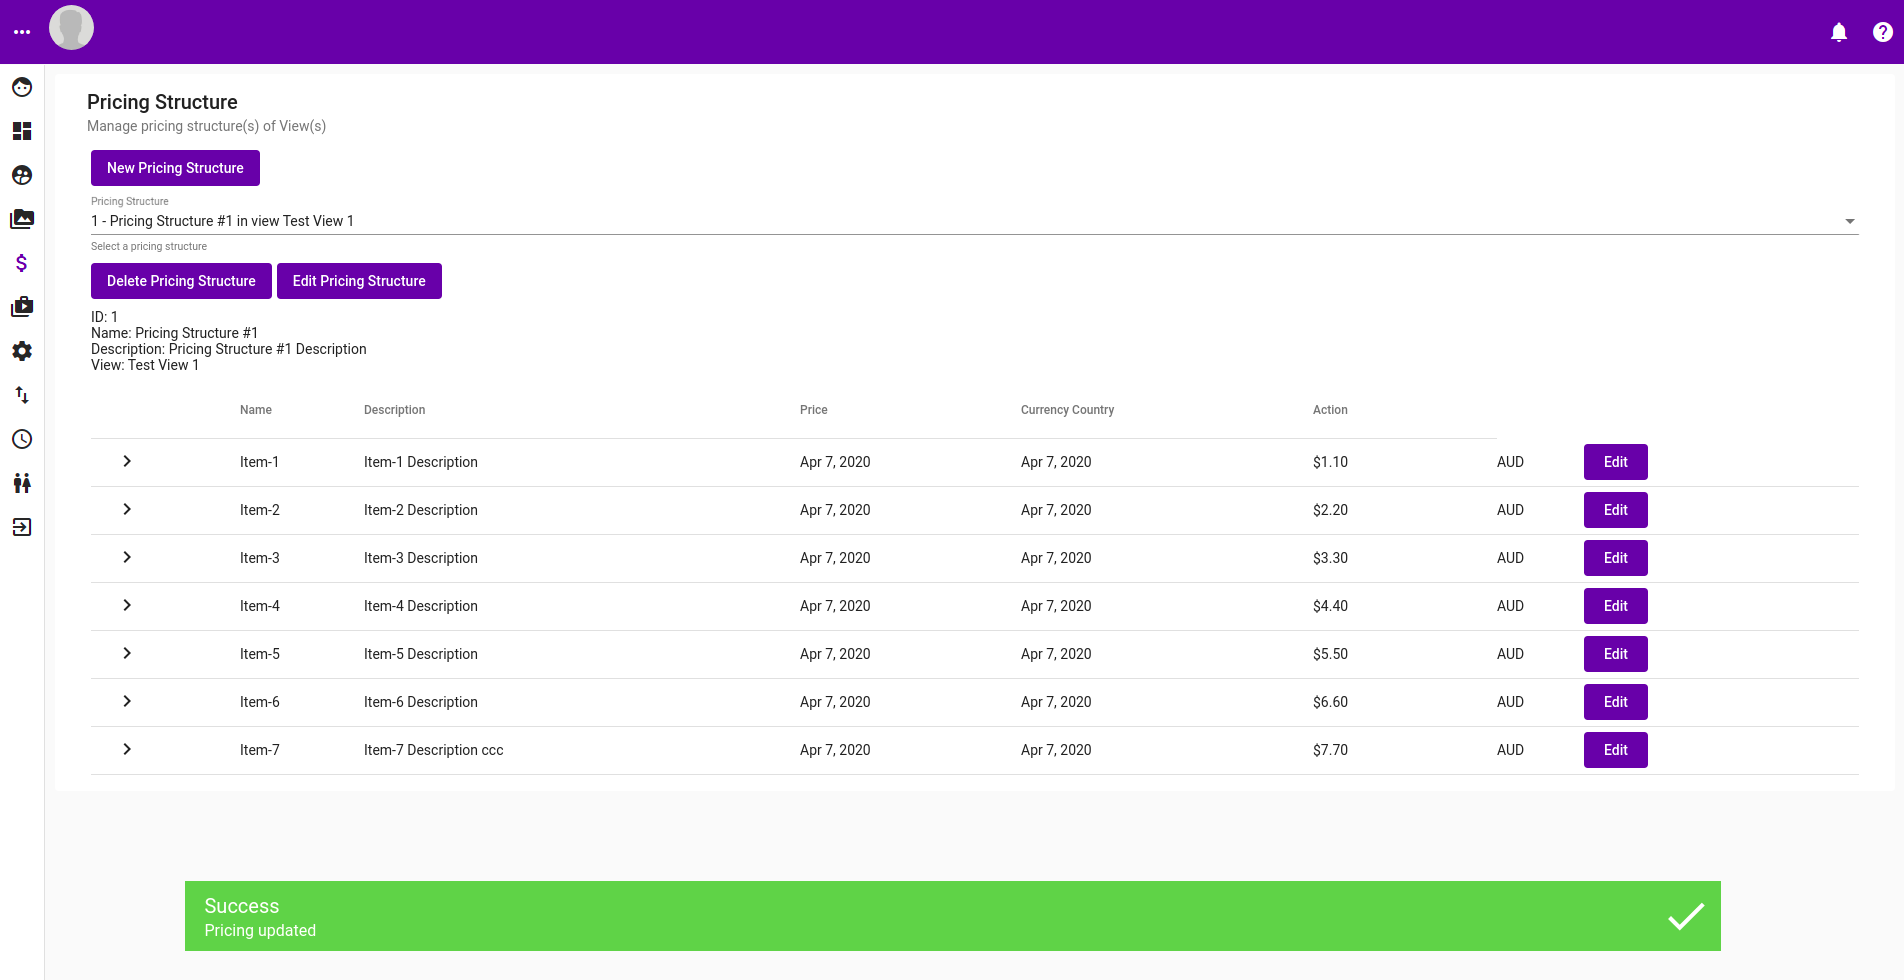 Pricing Structure
Manage pricing structure(s) of View(s)
New Pricing Structure
Pricing Structure
1 - Pricing Structure #1 in view Test View 1
Select a pricing structure
Delete Pricing Structure Edit Pricing Structure
ID: 1
Name: Pricing Structure #1
Description: Pricing Structure #1 Description
View: Test View 1
Name Description Price Currency Country Action
Item-1 Item-1 Description Apr 7, 2020 Apr 7, 2020 $1.10 AUD Edit
Item-2 Item-2 Description Apr 7, 2020 Apr 7, 2020 $2.20 AUD Edit
Item-3 Item-3 Description Apr 7, 2020 Apr 7, 2020 $3.30 AUD Edit
Item-4 Item-4 Description Apr 7, 2020 Apr 7, 2020 $4.40 AUD Edit
Item-5 Item-5 Description Apr 7, 2020 Apr 7, 2020 $5.50 AUD Edit
Item-6 Item-6 Description Apr 7, 2020 Apr 7, 2020 $6.60 AUD Edit
Item-7 Item-7 Description ccc Apr 7, 2020 Apr 7, 2020 $7.70 AUD Edit
Success
Pricing updated